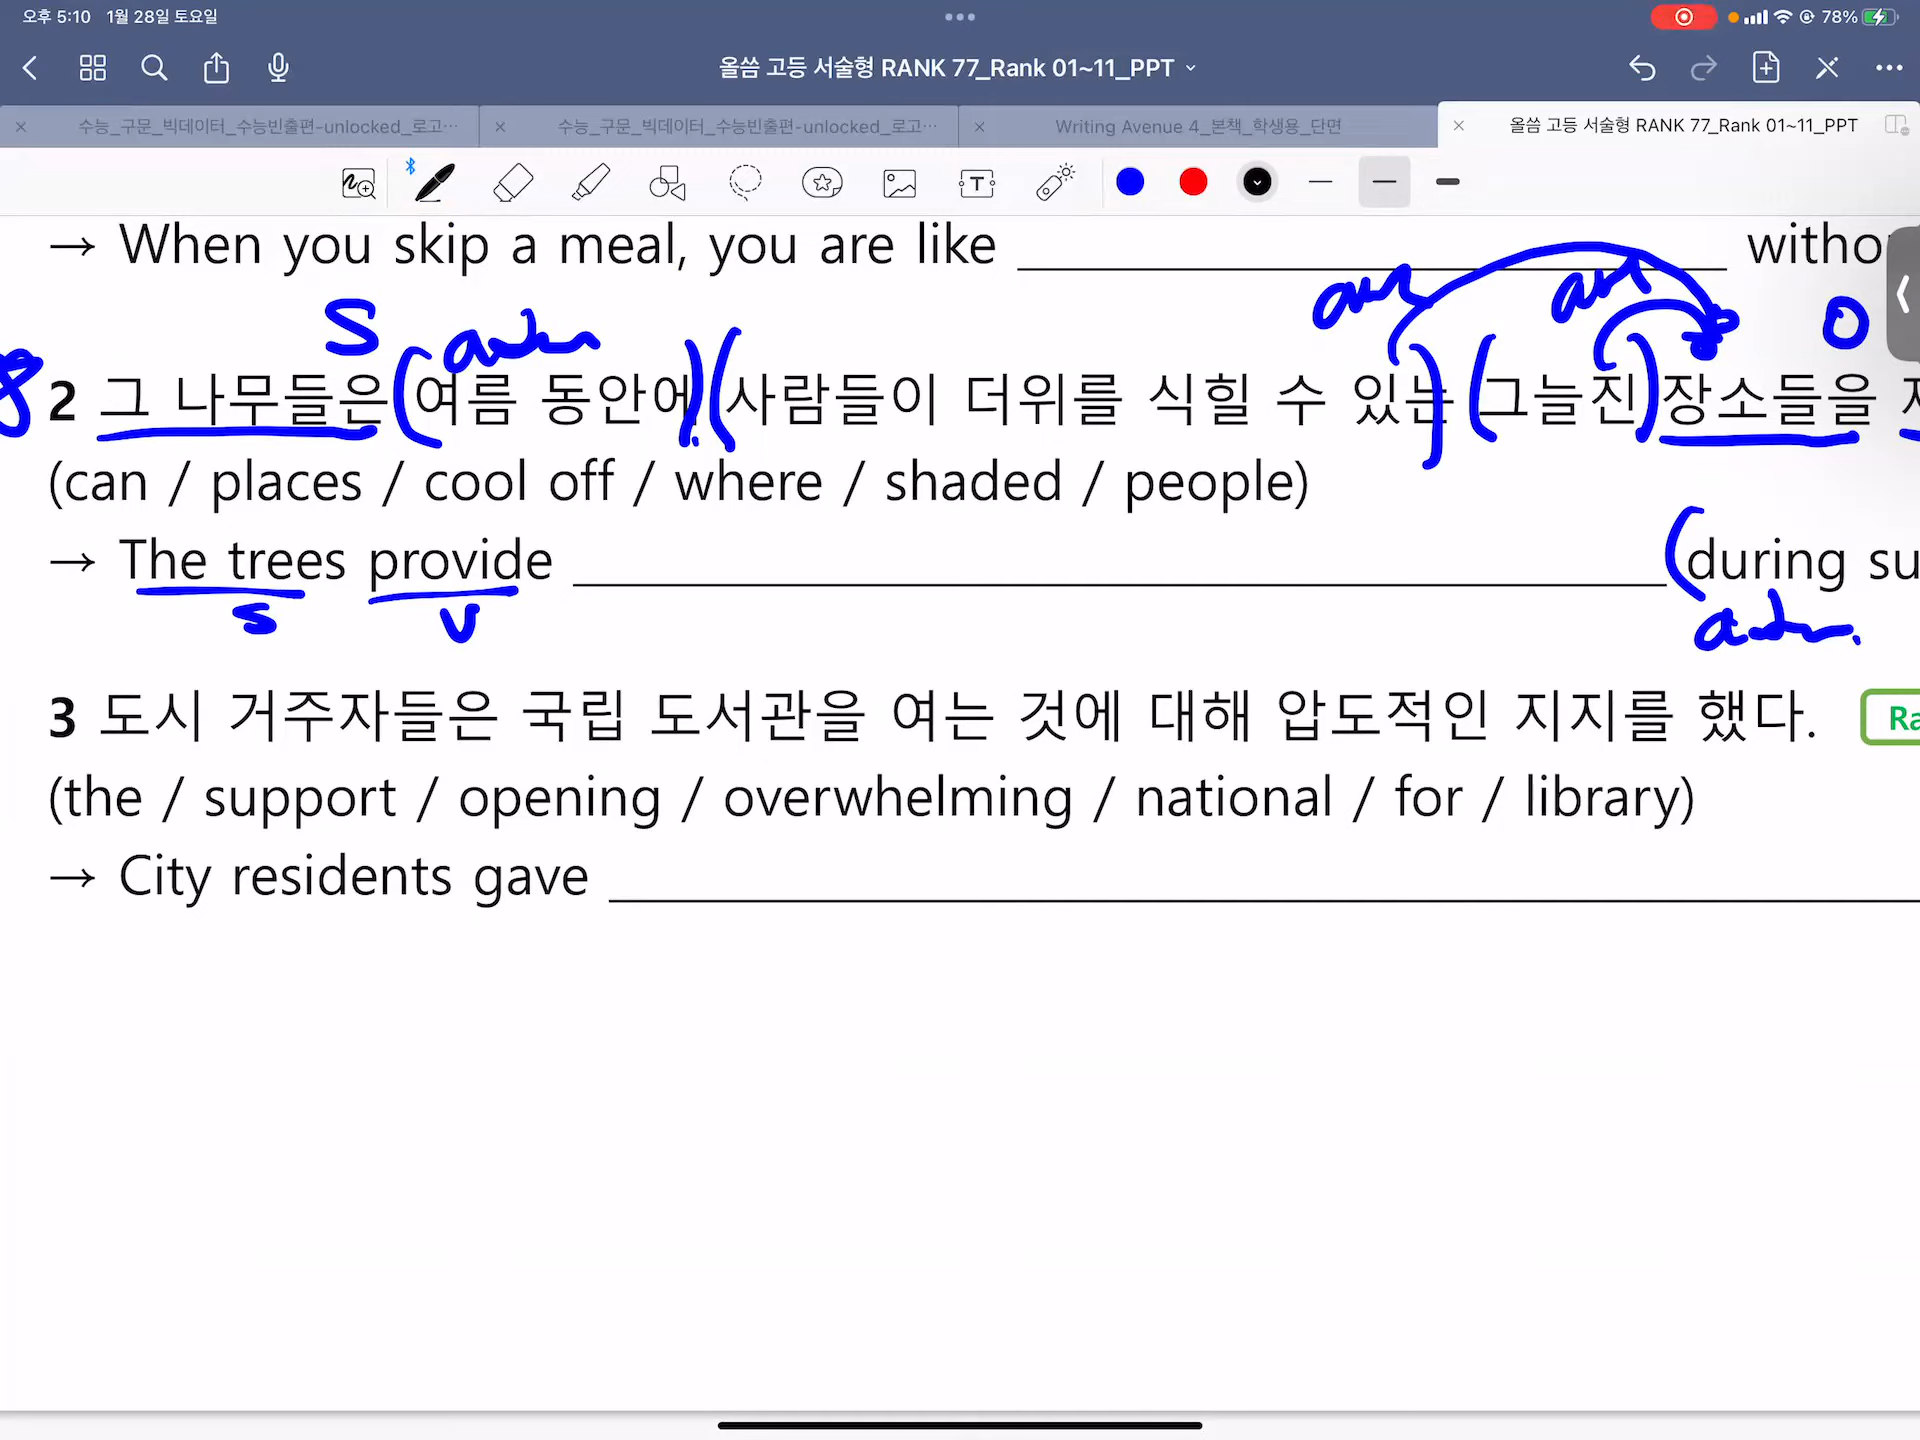 오후 5:10 1월 28일 토요일 78%
올씀 고등 서술형 RANK 77_Rank 01~11_PPT
수능_구문_빅데이터_수능빈출편-unlocked_로고… 수능_구문_빅데이터_수능빈출편-unlocked_로고… Writing Avenue 4_본책_학생용_단면 올씀 고등 서술형 RANK 77_Rank 01~11_PPT
→ When you skip a meal, you are like witho
S O
2 그 나무들은 여름 동안에 사람들이 더위를 식힐 수 있는 그늘진 장소들을
(can / places / cool off / where / shaded / people)
→ The trees provide (during su
S V
3 도시 거주자들은 국립 도서관을 여는 것에 대해 압도적인 지지를 했다. Ra
(the / support / opening / overwhelming / national / for / library)
→ City residents gave